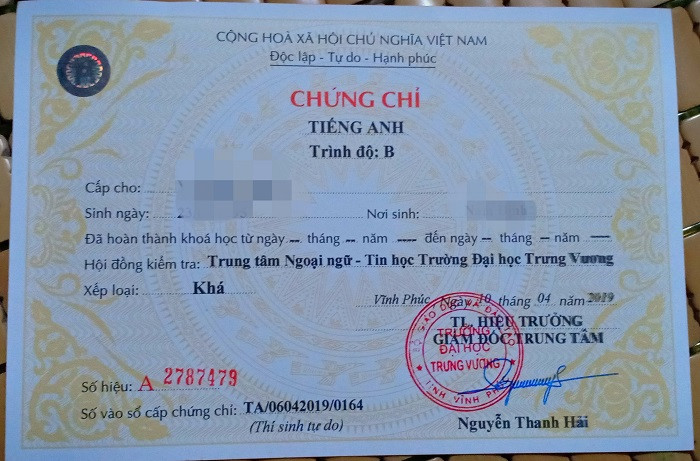 CỘNG HOÀ XÃ HỘI CHỦ NGHĨA VIỆT NAM
Độc lập - Tự do - Hạnh phúc
CHỨNG CHỈ
TIẾNG ANH
Trình độ: B
Cấp cho:
Sinh ngày: Nơi sinh:
Đã hoàn thành khoá học từ ngày -- tháng -- năm ---- đến ngày -- tháng -- năm ----
Hội đồng kiểm tra: Trung tâm Ngoại ngữ - Tin học Trường Đại học Trưng Vương
Xếp loại: Khá
Vĩnh Phúc, Ngày 10 tháng 04 năm 2019
TL. HIỆU TRƯỞNG
GIÁM ĐỐC TRUNG TÂM
TRƯỜNG
ĐẠI HỌC
TRƯNG VƯƠNG
Số hiệu: A 2787479
Số vào sổ cấp chứng chỉ: TA/06042019/0164
(Thí sinh tự do)
Nguyễn Thanh Hải